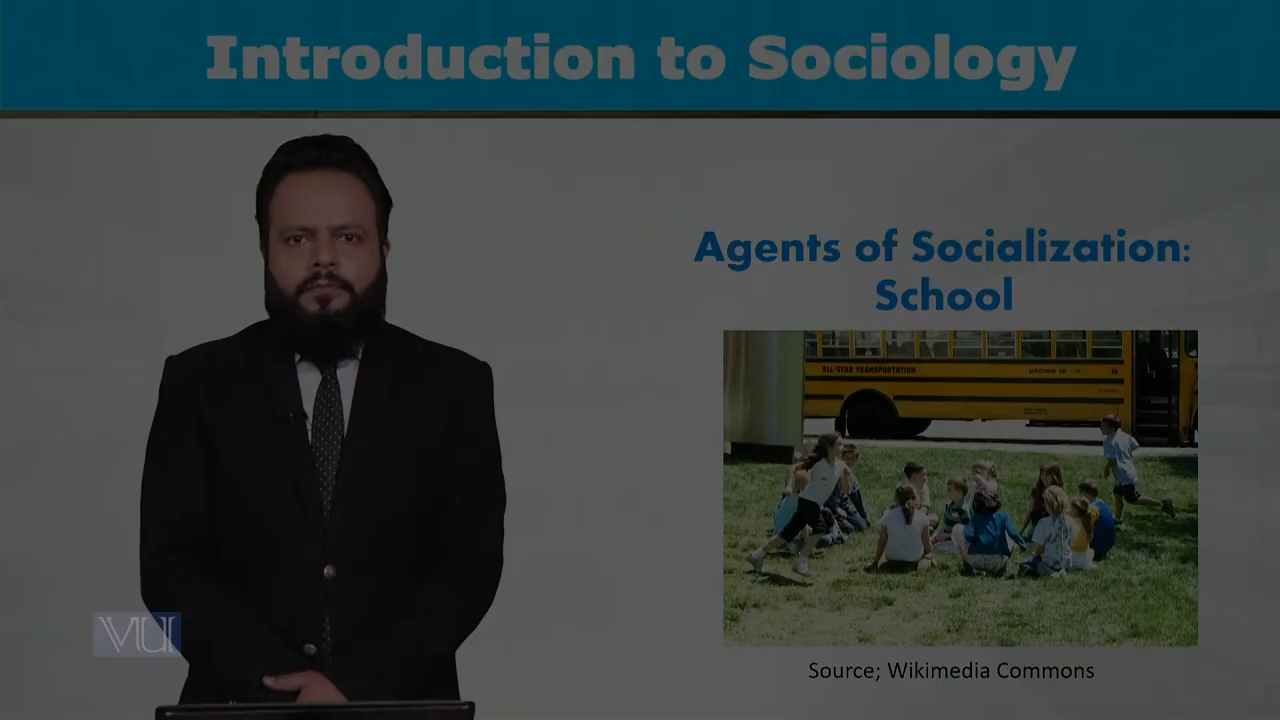 Introduction to Sociology
Agents of Socialization:
School
ALL-STAR TRANSPORTATION
VU
Source; Wikimedia Commons